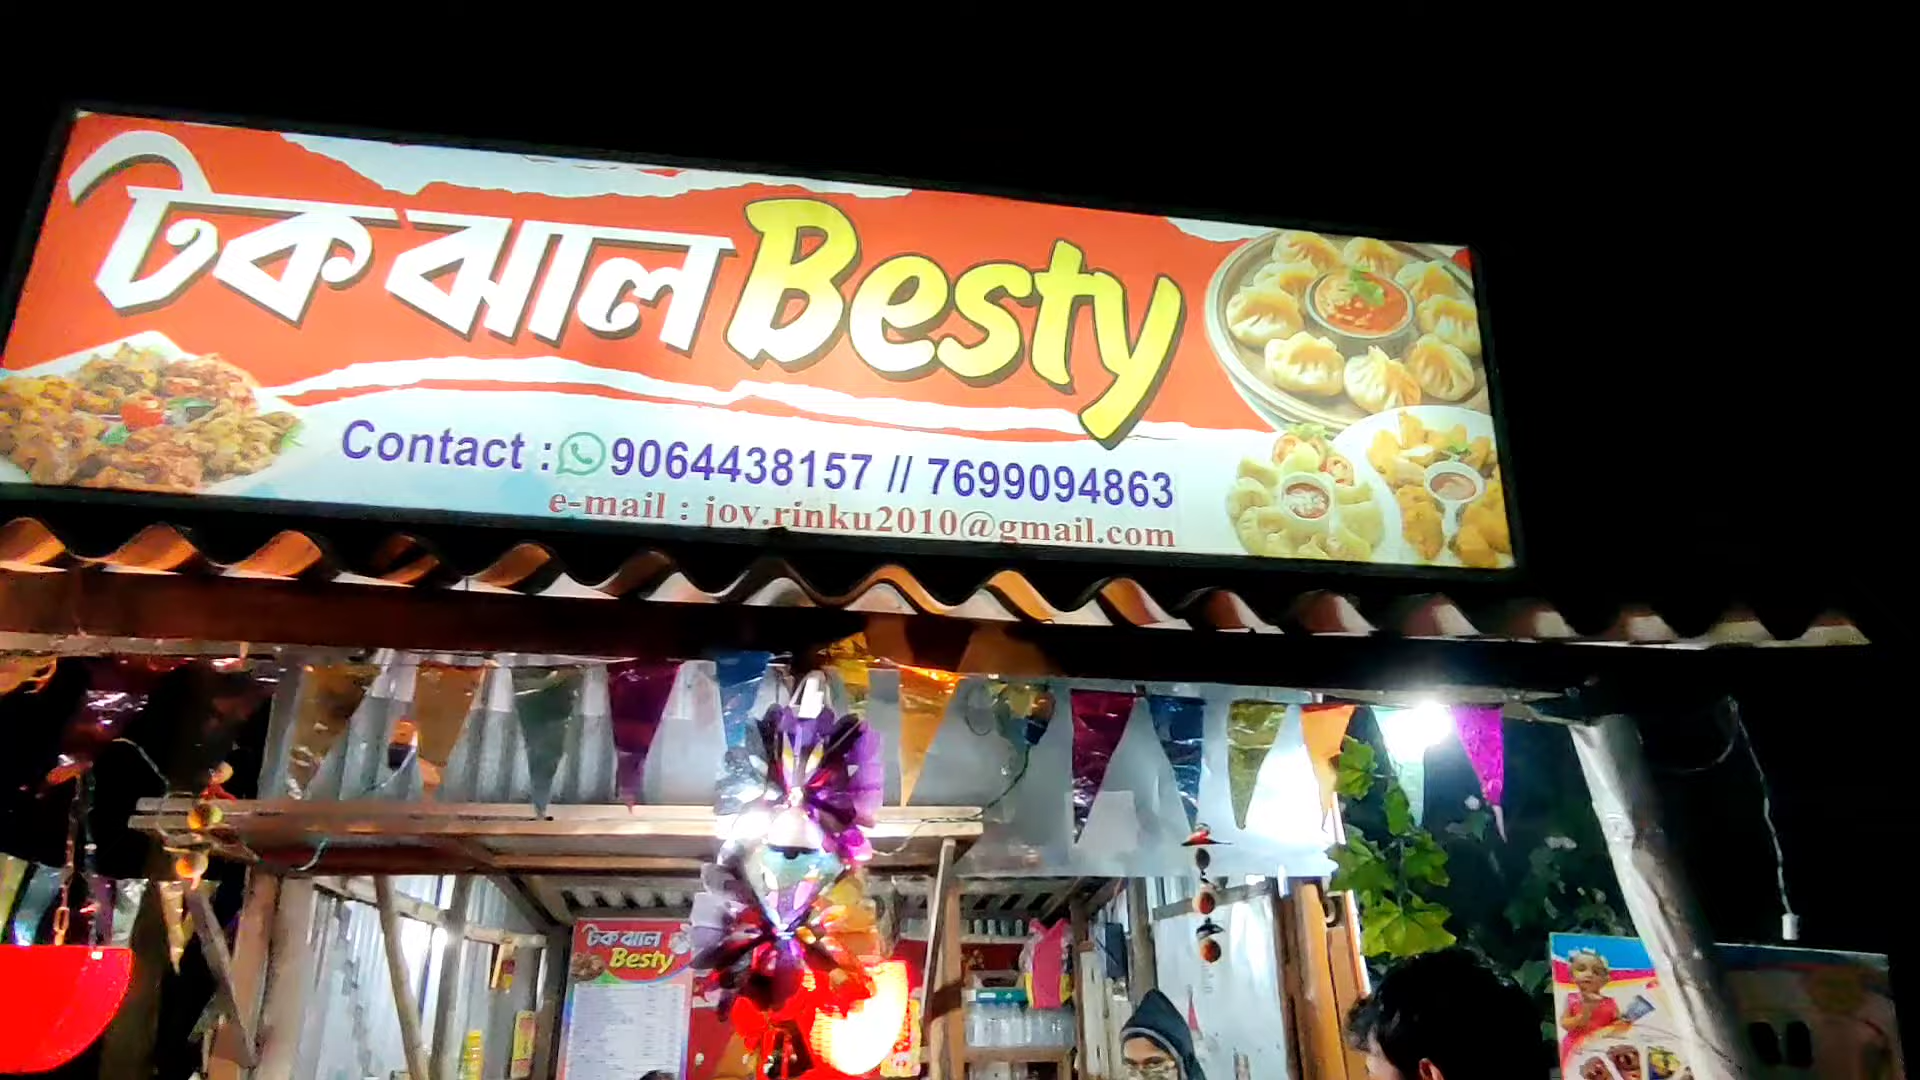 টক ঝাল Besty
Contact : 9064438157 // 7699094863
e-mail : joy.rinku2010@gmail.com
টক ঝাল
Besty